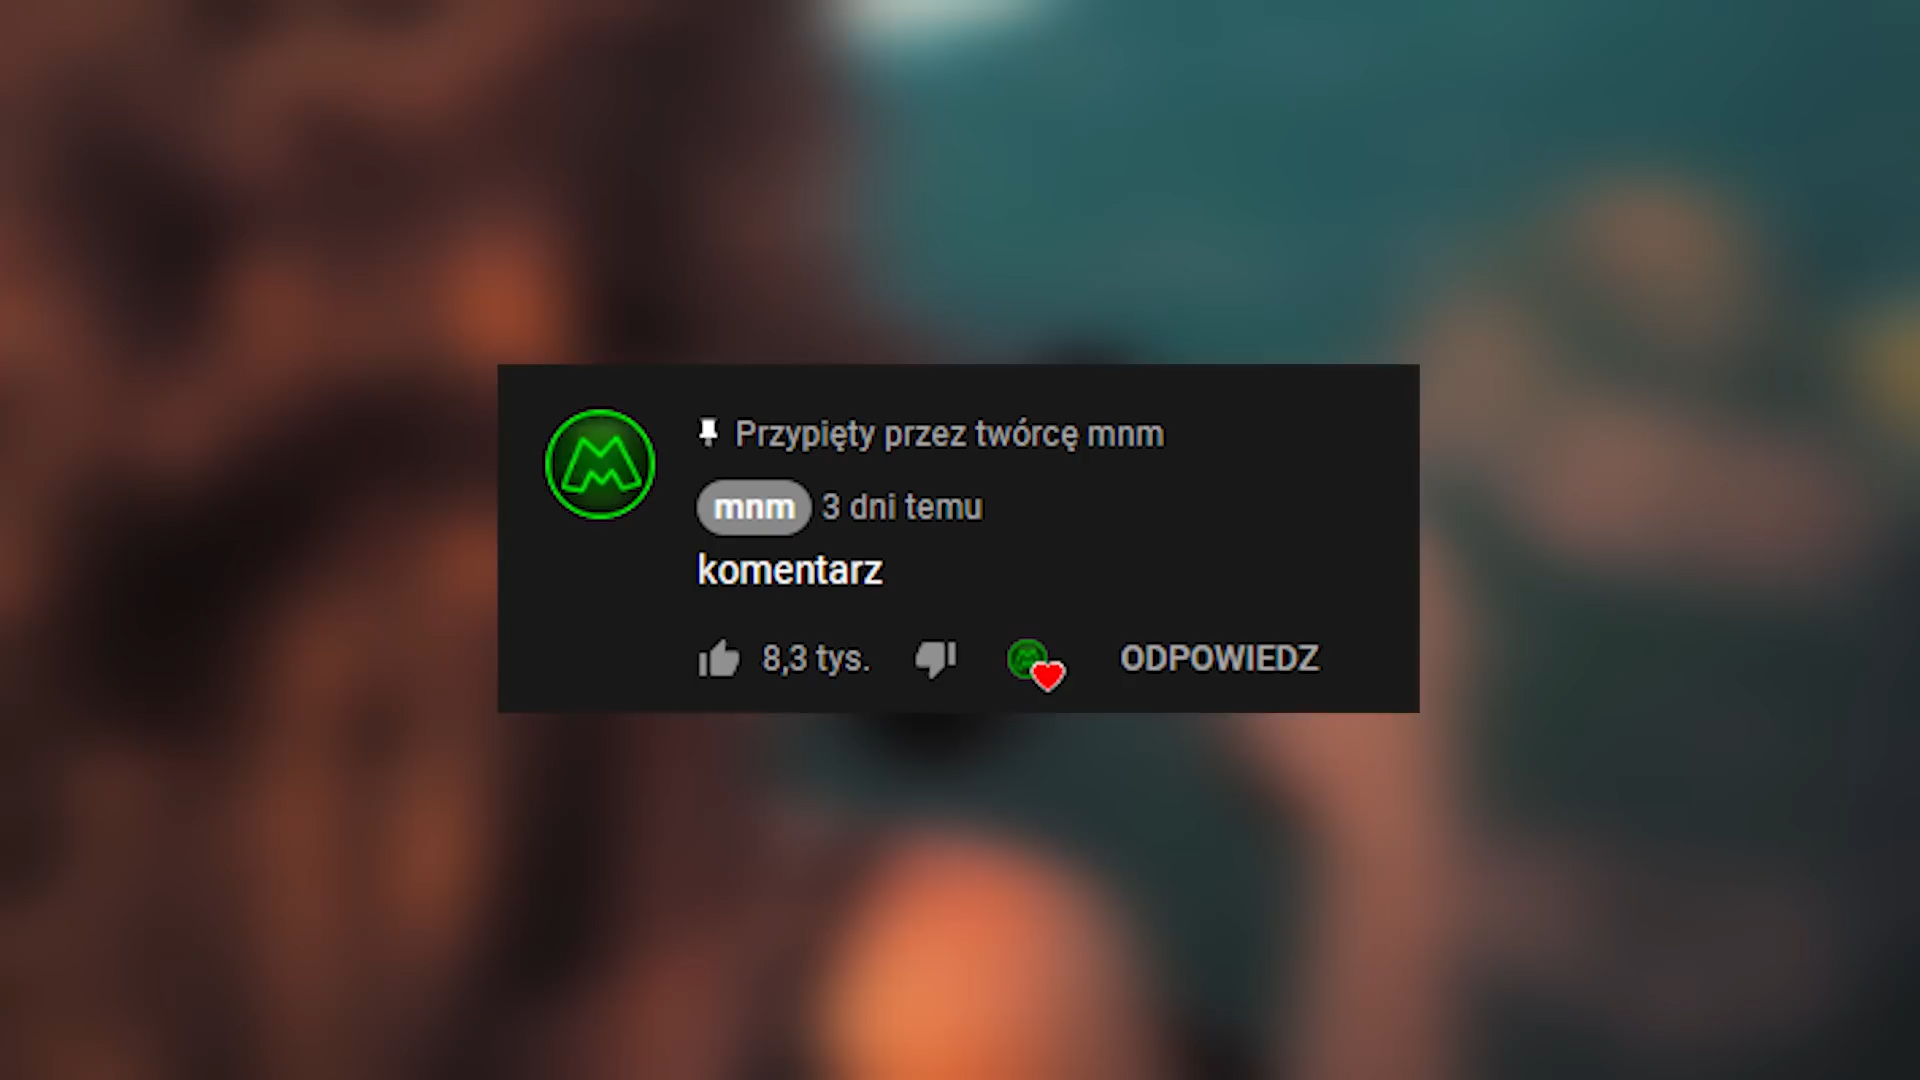 Przypięty przez twórcę mnm
mnm 3 dni temu
komentarz
8,3 tys. ODPOWIEDZ